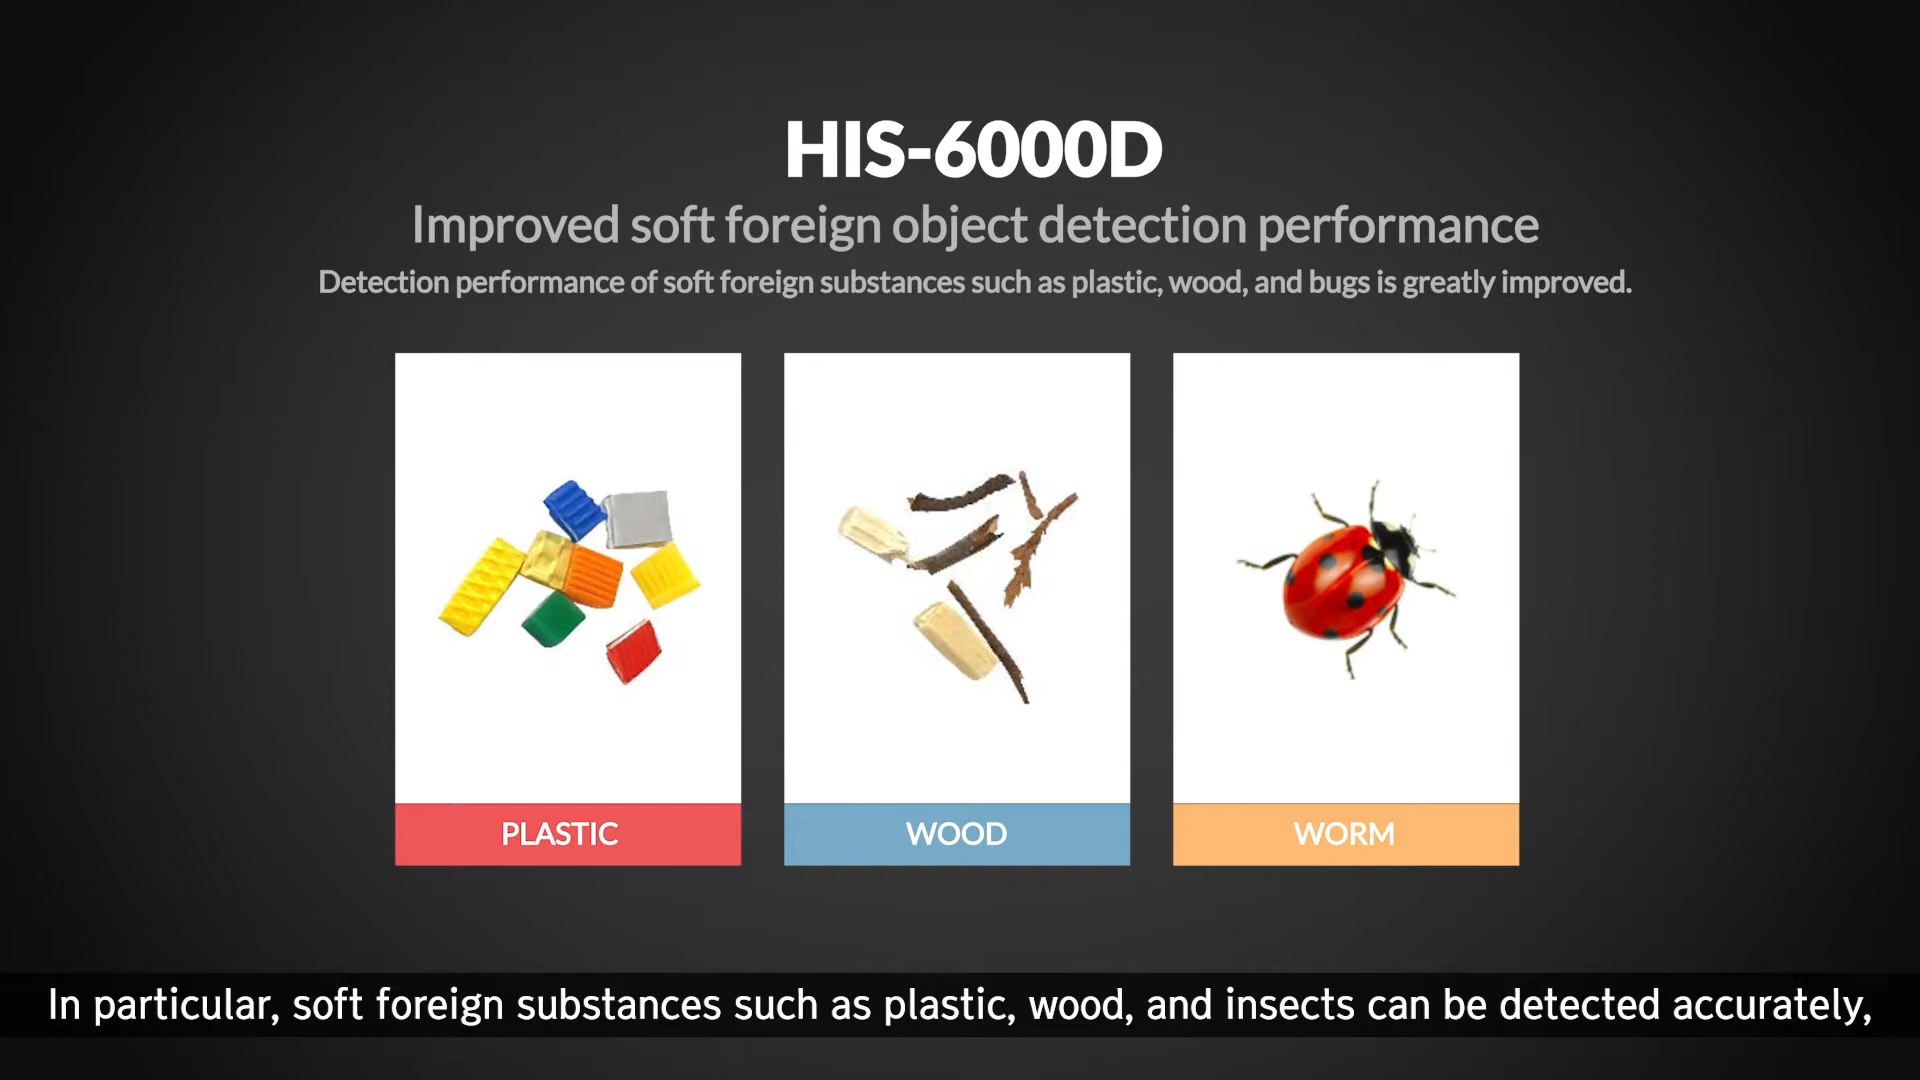 HIS-6000D
Improved soft foreign object detection performance
Detection performance of soft foreign substances such as plastic, wood, and bugs is greatly improved.
PLASTIC
WOOD
WORM
In particular, soft foreign substances such as plastic, wood, and insects can be detected accurately,